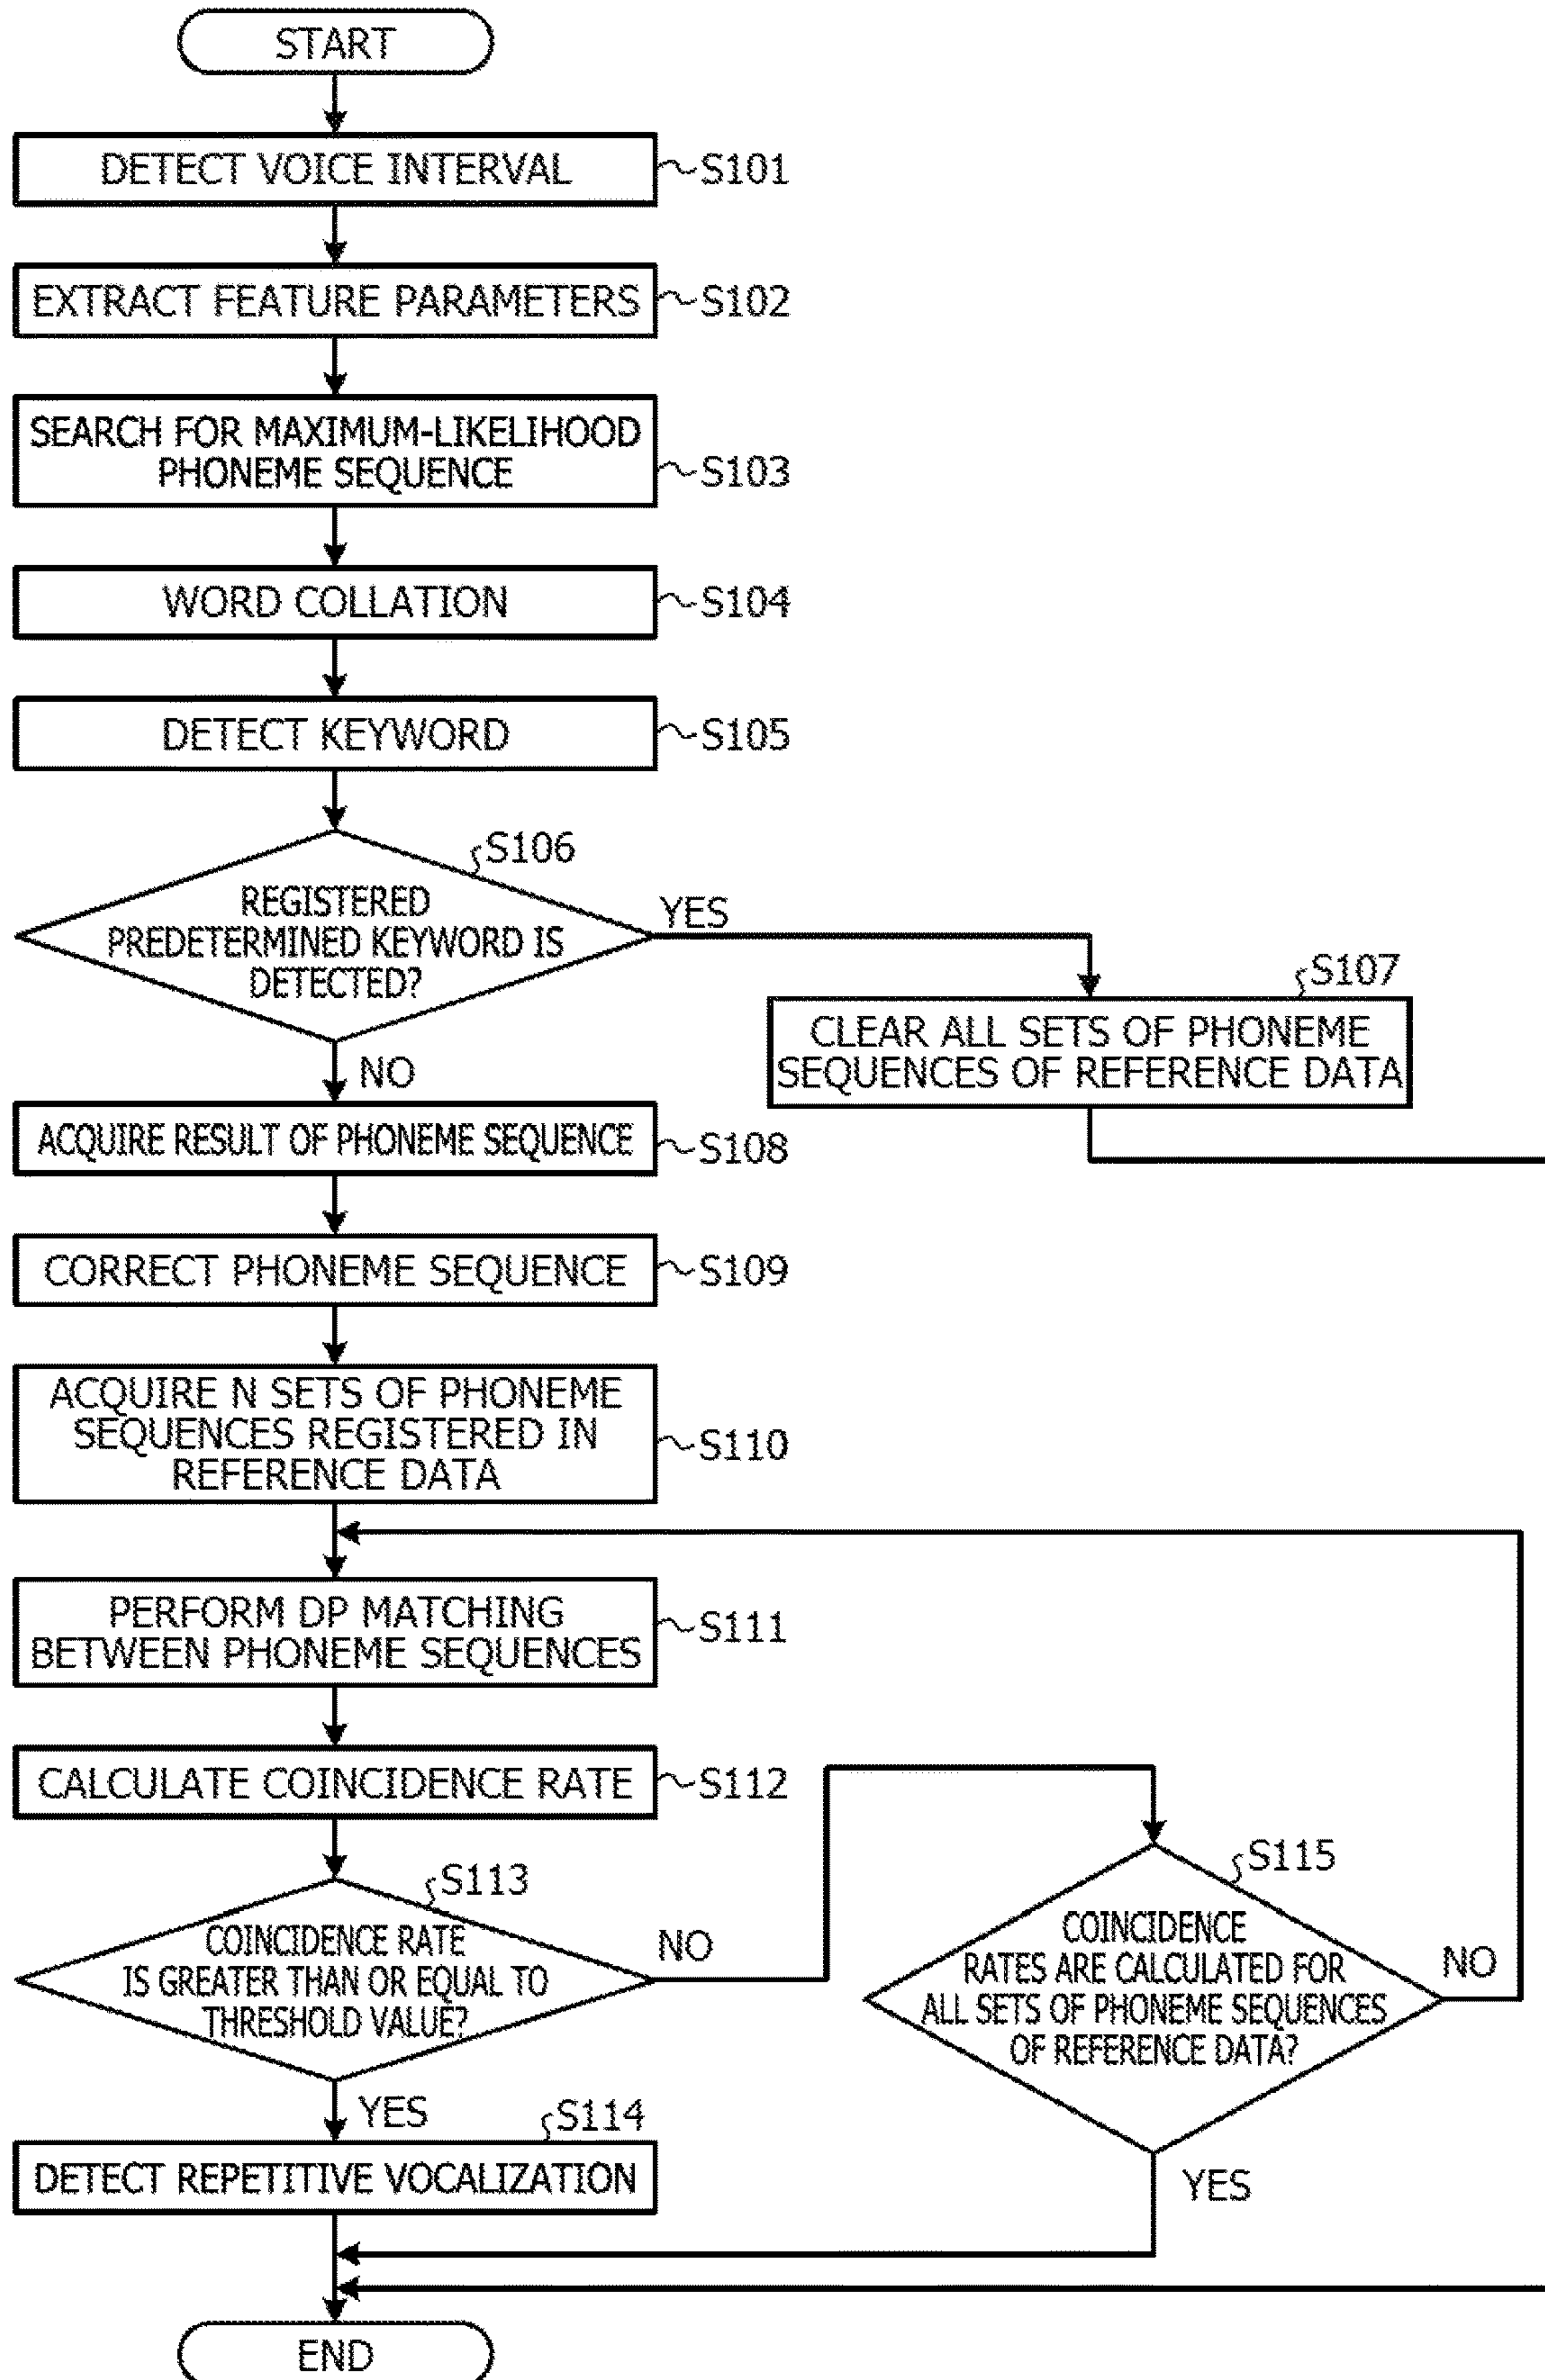 START
DETECT VOICE INTERVAL
S101
EXTRACT FEATURE PARAMETERS
S102
SEARCH FOR MAXIMUM-LIKELIHOOD
PHONEME SEQUENCE
S103
WORD COLLATION
S104
DETECT KEYWORD
S105
S106
REGISTERED
PREDETERMINED KEYWORD IS
DETECTED?
YES
NO
S107
CLEAR ALL SETS OF PHONEME
SEQUENCES OF REFERENCE DATA
ACQUIRE RESULT OF PHONEME SEQUENCE
S108
CORRECT PHONEME SEQUENCE
S109
ACQUIRE N SETS OF PHONEME
SEQUENCES REGISTERED IN
REFERENCE DATA
S110
PERFORM DP MATCHING
BETWEEN PHONEME SEQUENCES
S111
CALCULATE COINCIDENCE RATE
S112
S113
COINCIDENCE RATE
IS GREATER THAN OR EQUAL TO
THRESHOLD VALUE?
NO
YES
S115
COINCIDENCE
RATES ARE CALCULATED FOR
ALL SETS OF PHONEME SEQUENCES
OF REFERENCE DATA?
NO
YES
S114
DETECT REPETITIVE VOCALIZATION
END